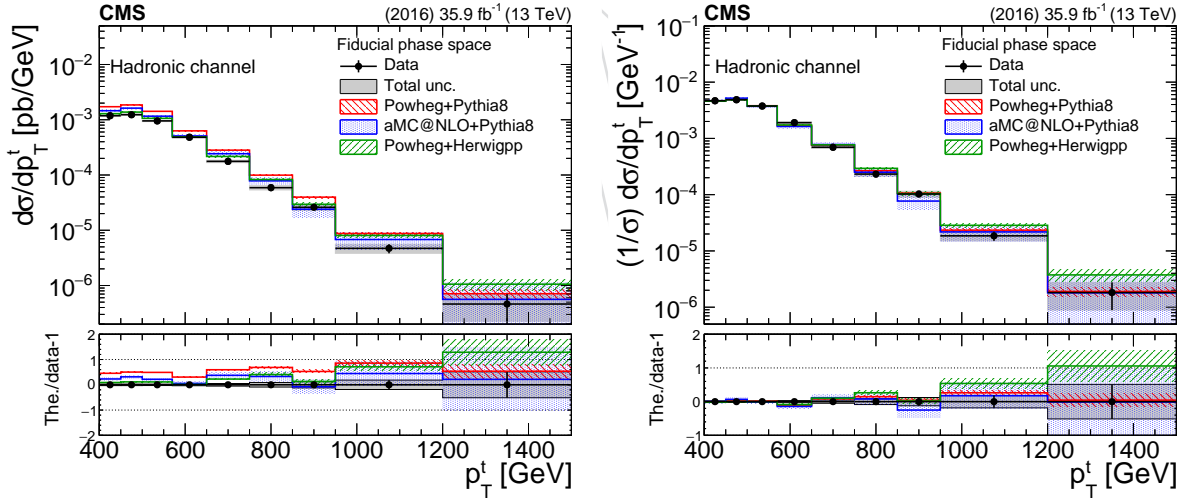 CMS (2016) 35.9 fb⁻¹ (13 TeV)
Fiducial phase space
Hadronic channel
Data
Total unc.
Powheg+Pythia8
aMC@NLO+Pythia8
Powheg+Herwigpp
dσ/dp_T^t [pb/GeV]
10⁻²
10⁻³
10⁻⁴
10⁻⁵
10⁻⁶
The./data-1
2
1
0
−1
2
400 600 800 1000 1200 1400
p_T^t [GeV]
CMS (2016) 35.9 fb⁻¹ (13 TeV)
Fiducial phase space
Hadronic channel
Data
Total unc.
Powheg+Pythia8
aMC@NLO+Pythia8
Powheg+Herwigpp
(1/σ) dσ/dp_T^t [GeV⁻¹]
10⁻¹
10⁻²
10⁻³
10⁻⁴
10⁻⁵
10⁻⁶
The./data-1
2
1
0
−1
400 600 800 1000 1200 1400
p_T^t [GeV]